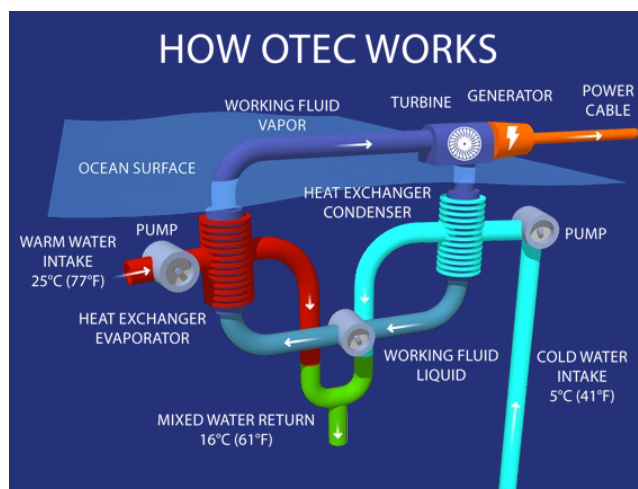 HOW OTEC WORKS
WORKING FLUID
VAPOR
TURBINE
GENERATOR
POWER
CABLE
OCEAN SURFACE
HEAT EXCHANGER
CONDENSER
PUMP
WARM WATER
INTAKE
25°C (77°F)
PUMP
HEAT EXCHANGER
EVAPORATOR
WORKING FLUID
LIQUID
COLD WATER
INTAKE
5°C (41°F)
MIXED WATER RETURN
16°C (61°F)